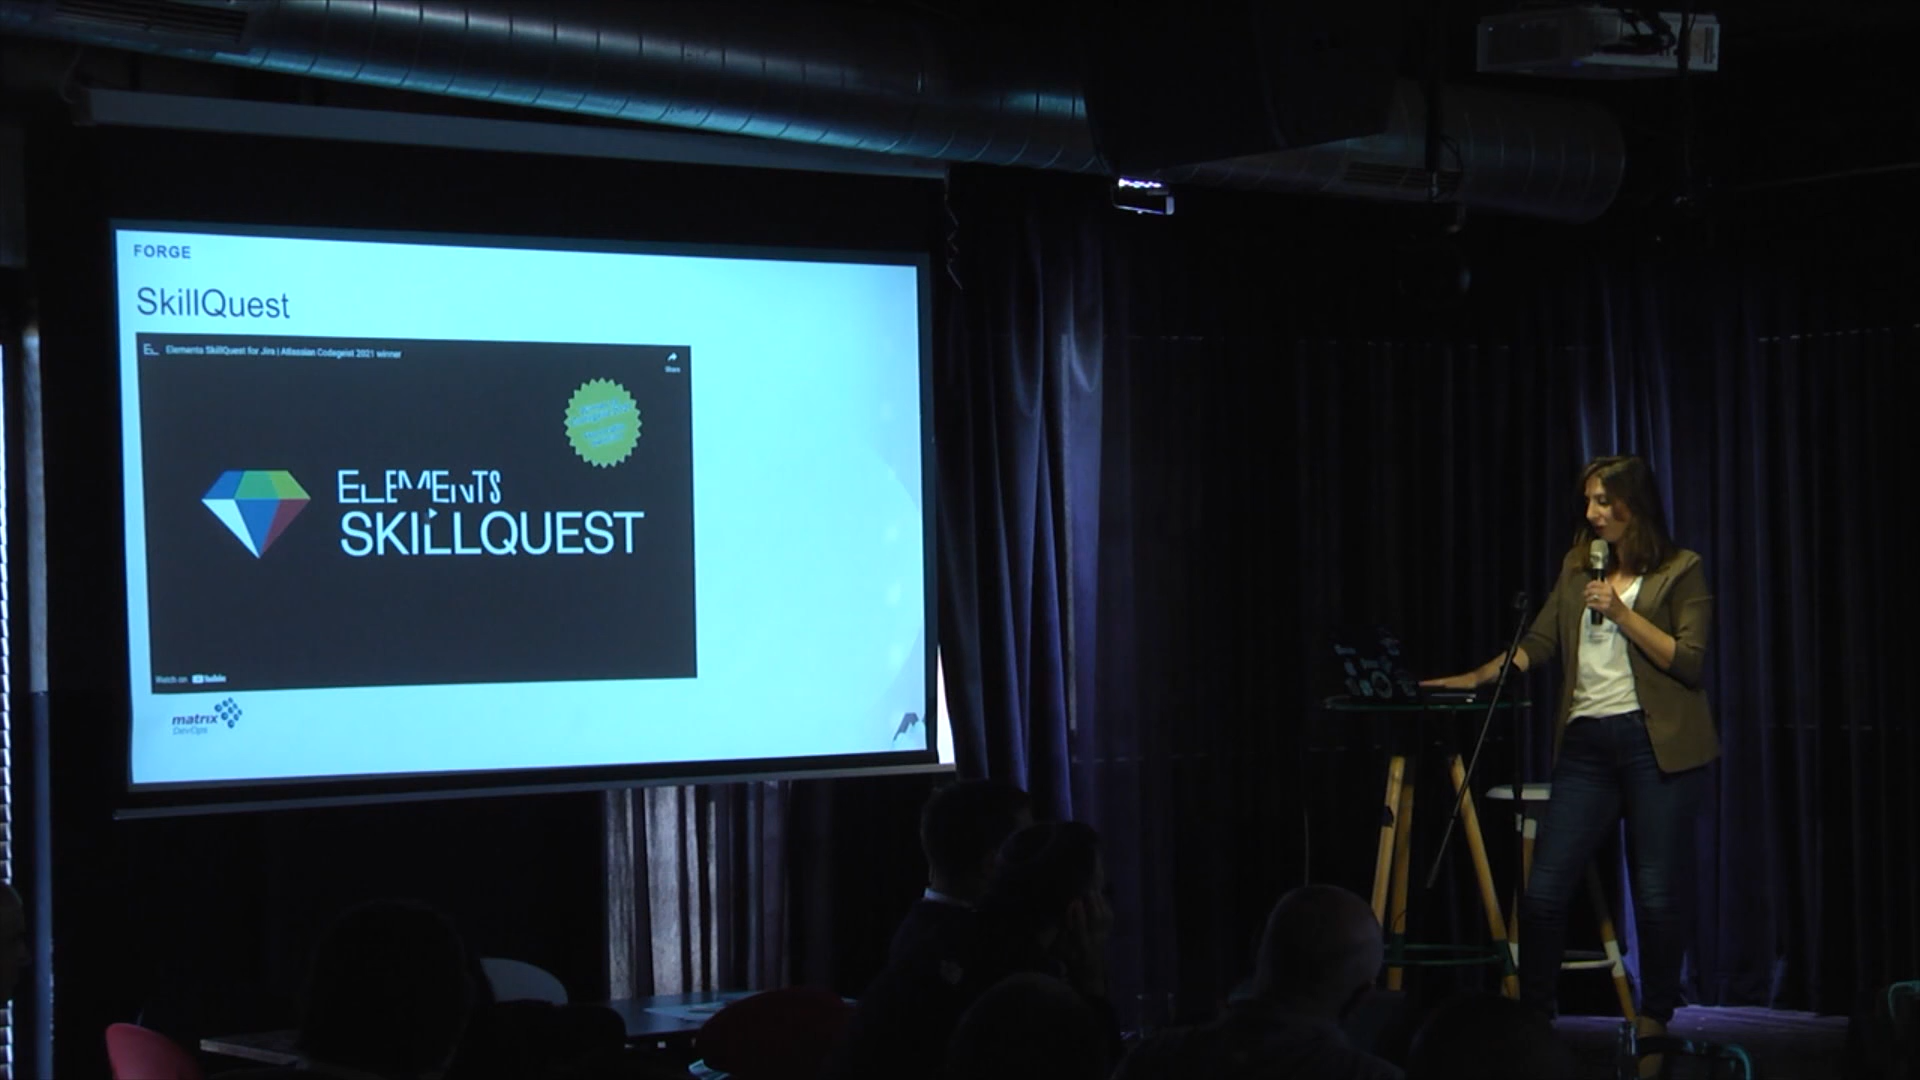 FORGE
SkillQuest
Elements SkillQuest for Jira | Atlassian Codegeist 2021 winner
Share
ELEMENTS
SKILLQUEST
Watch on YouTube
matrix
DevOps